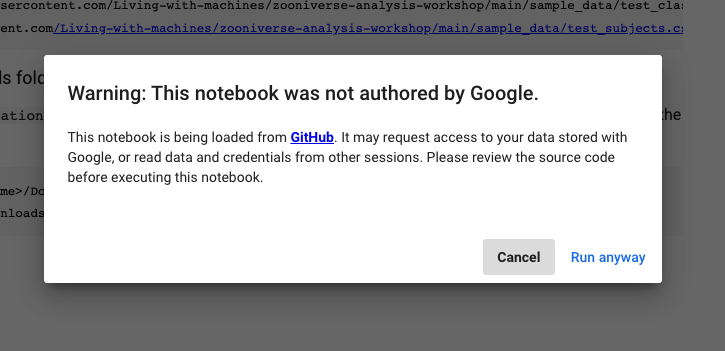 sercontent.com/Living-with-machines/zooniverse-analysis-workshop/main/sample_data/test_clas
ent.com/Living-with-machines/zooniverse-analysis-workshop/main/sample_data/test_subjects.cs
ls fold
Warning: This notebook was not authored by Google.
ation
the
This notebook is being loaded from GitHub. It may request access to your data stored with
Google, or read data and credentials from other sessions. Please review the source code
before executing this notebook.
me>/Do
nloads
Cancel
Run anyway